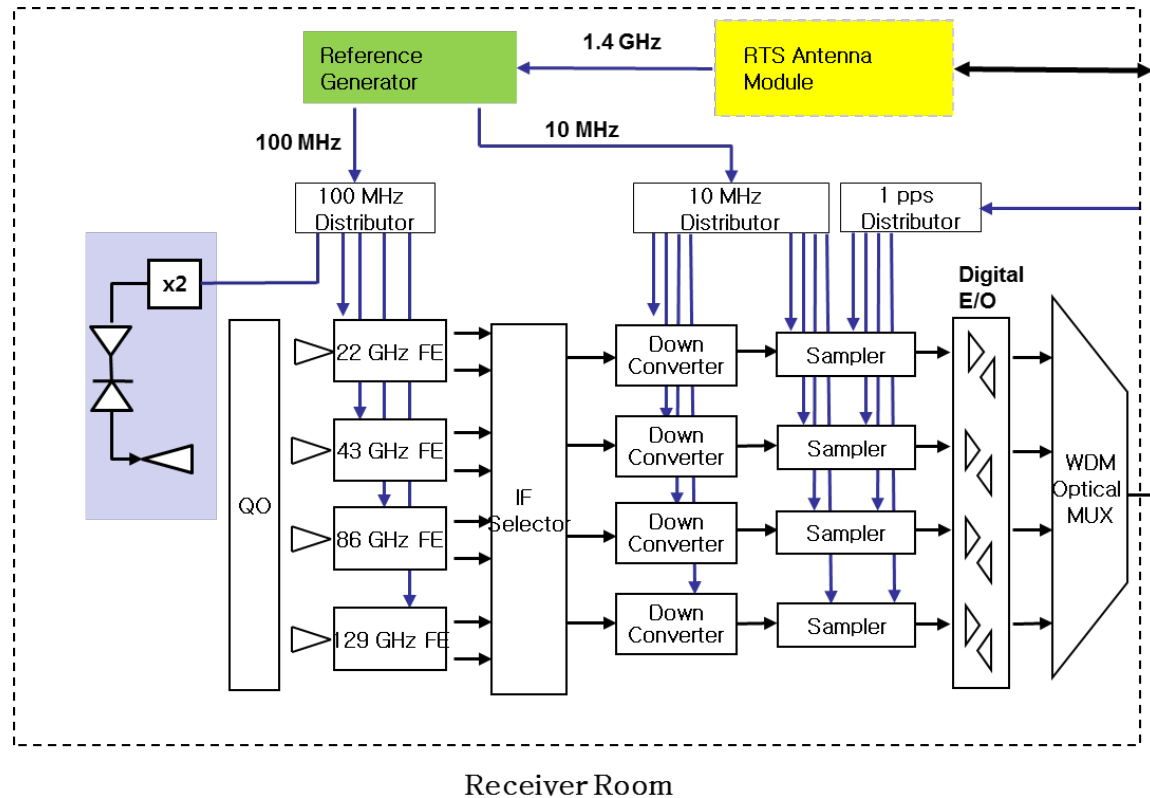 1.4 GHz
Reference
Generator
RTS Antenna
Module
100 MHz
10 MHz
100 MHz
Distributor
10 MHz
Distributor
1 pps
Distributor
x2
Digital
E/O
QO
22 GHz FE
43 GHz FE
86 GHz FE
129 GHz FE
IF
Selector
Down
Converter
Down
Converter
Down
Converter
Down
Converter
Sampler
Sampler
Sampler
Sampler
WDM
Optical
MUX
Receiver Room